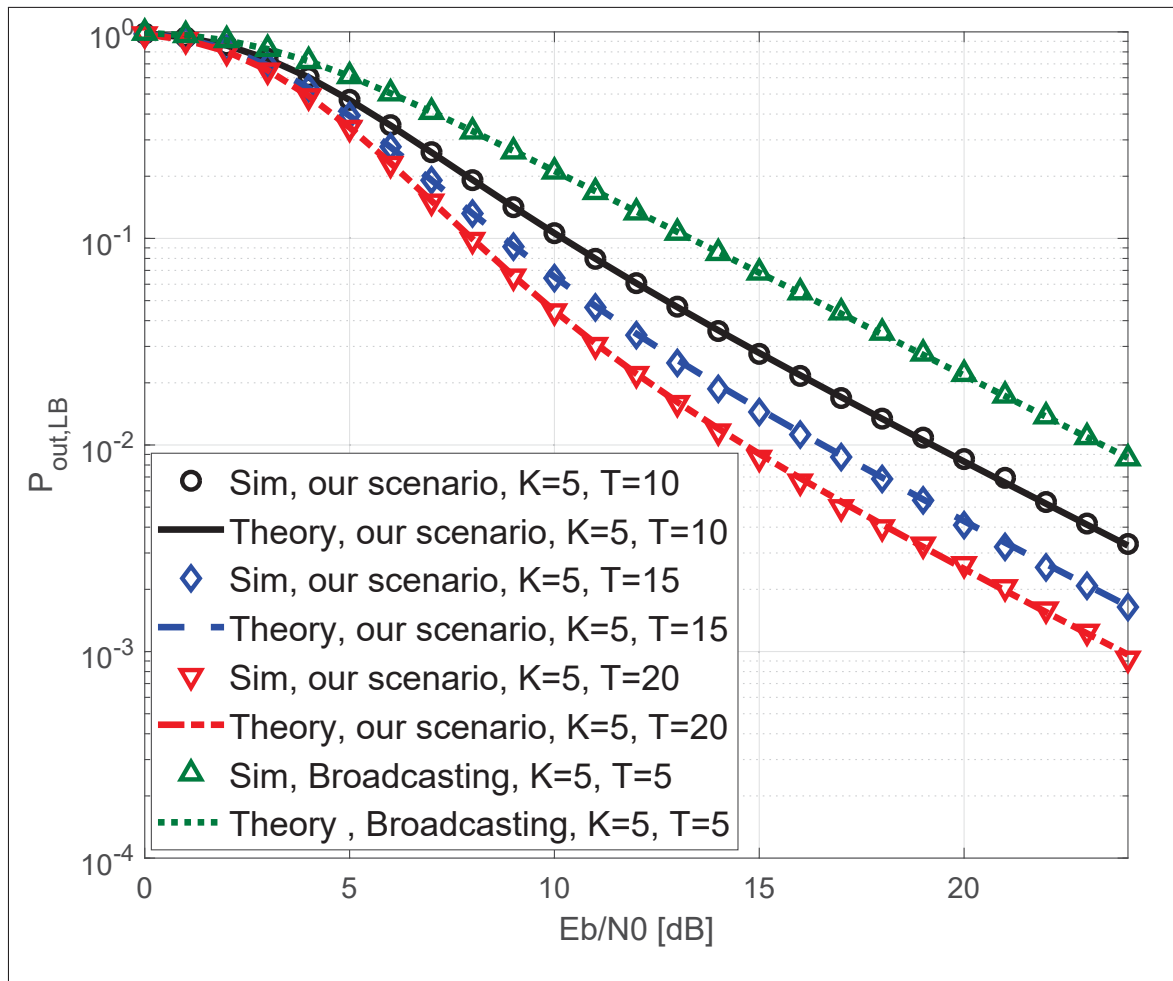 10^0
10^-1
10^-2
10^-3
10^-4
P_out,LB
Sim, our scenario, K=5, T=10
Theory, our scenario, K=5, T=10
Sim, our scenario, K=5, T=15
Theory, our scenario, K=5, T=15
Sim, our scenario, K=5, T=20
Theory, our scenario, K=5, T=20
Sim, Broadcasting, K=5, T=5
Theory , Broadcasting, K=5, T=5
0 5 10 15 20
Eb/N0 [dB]